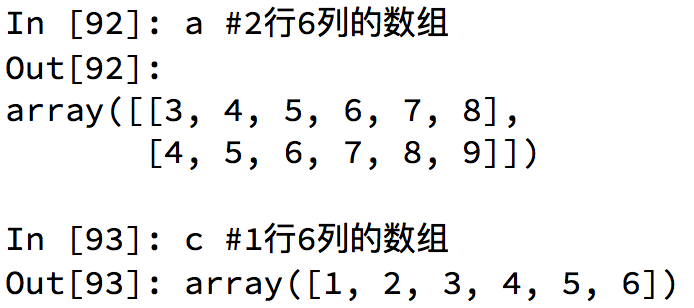 In [92]: a #2行6列的数组
Out[92]:
array([[3, 4, 5, 6, 7, 8],
       [4, 5, 6, 7, 8, 9]])
In [93]: c #1行6列的数组
Out[93]: array([1, 2, 3, 4, 5, 6])